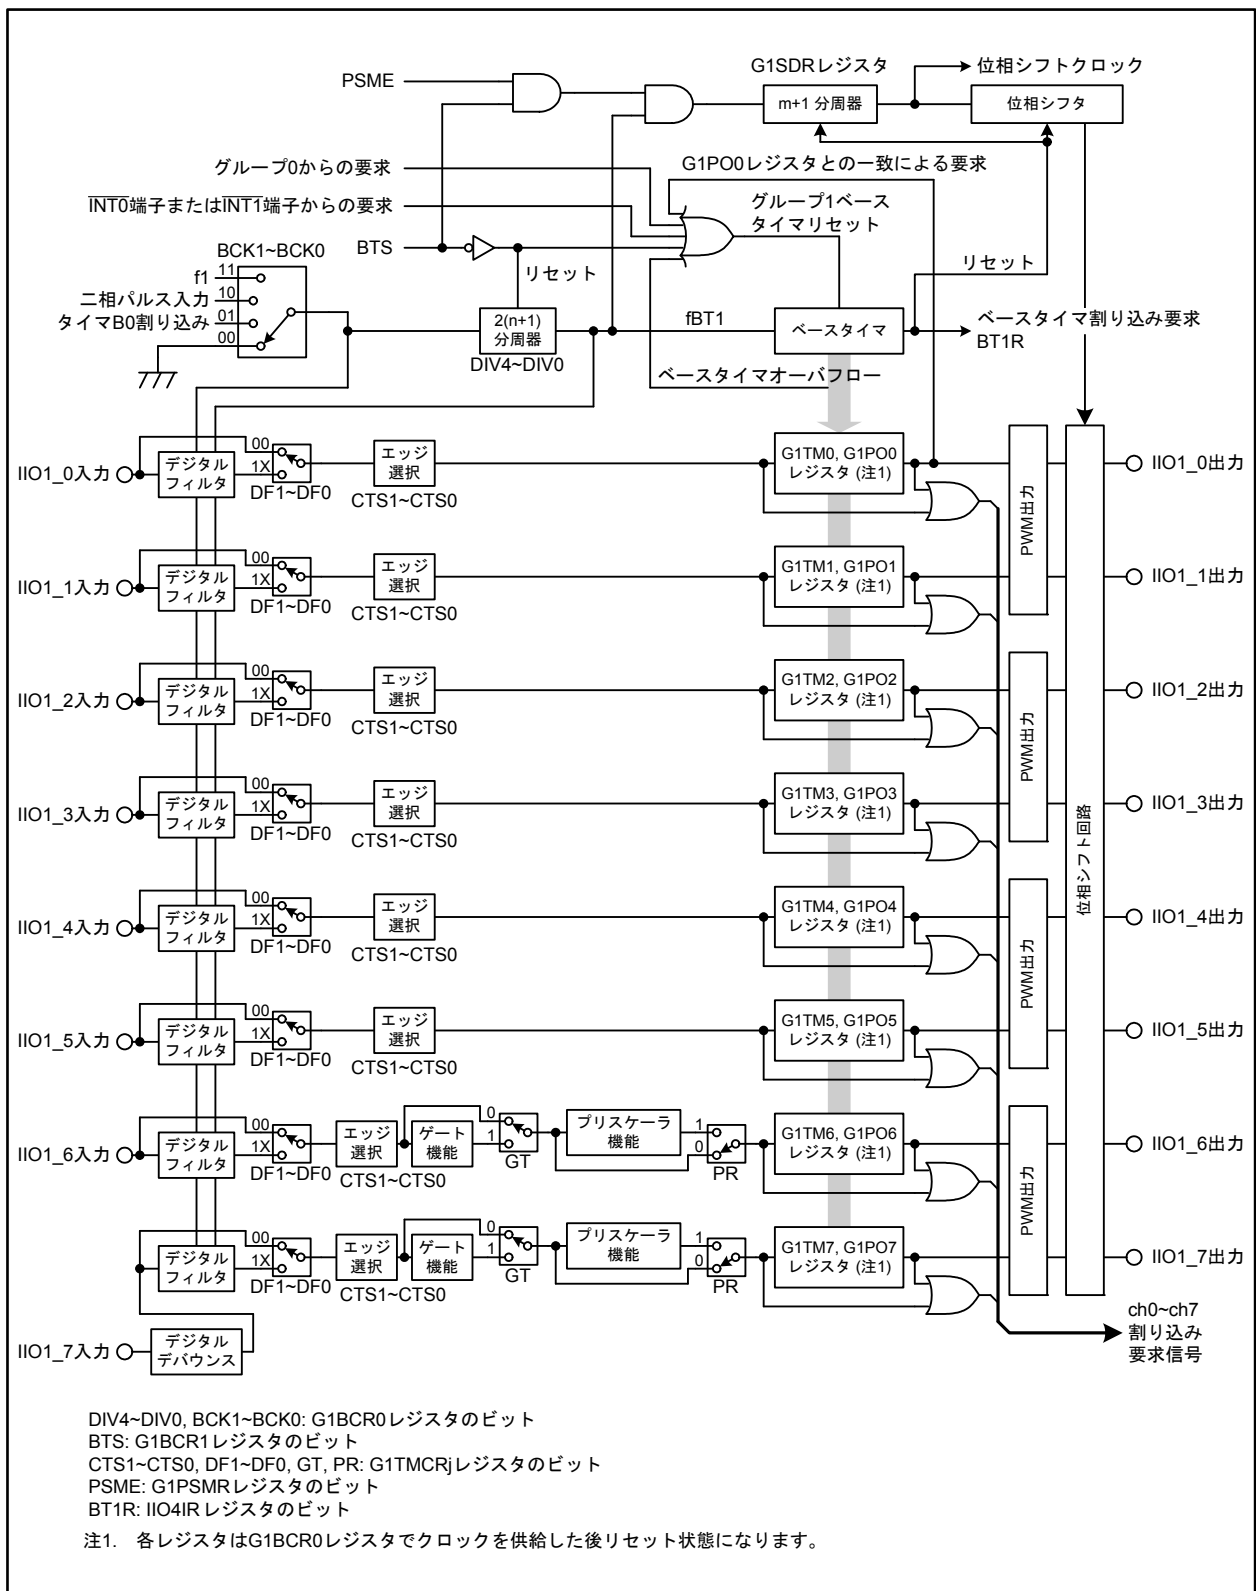 PSME
G1SDRレジスタ
位相シフトクロック
m+1 分周器
位相シフタ
グループ0からの要求
G1PO0レジスタとの一致による要求
INT0端子またはINT1端子からの要求
グループ1ベース
タイマリセット
BTS
BCK1~BCK0
リセット
リセット
f1
11
二相パルス入力
10
タイマB0割り込み
01
00
2(n+1)
分周器
DIV4~DIV0
fBT1
ベースタイマ
ベースタイマ割り込み要求
BT1R
ベースタイマオーバフロー
IIO1_0入力
デジタル
フィルタ
00
1X
DF1~DF0
エッジ
選択
CTS1~CTS0
G1TM0, G1PO0
レジスタ (注1)
PWM出力
IIO1_0出力
IIO1_1入力
デジタル
フィルタ
00
1X
DF1~DF0
エッジ
選択
CTS1~CTS0
G1TM1, G1PO1
レジスタ (注1)
IIO1_1出力
IIO1_2入力
デジタル
フィルタ
00
1X
DF1~DF0
エッジ
選択
CTS1~CTS0
G1TM2, G1PO2
レジスタ (注1)
PWM出力
IIO1_2出力
IIO1_3入力
デジタル
フィルタ
00
1X
DF1~DF0
エッジ
選択
CTS1~CTS0
G1TM3, G1PO3
レジスタ (注1)
IIO1_3出力
位相シフト回路
IIO1_4入力
デジタル
フィルタ
00
1X
DF1~DF0
エッジ
選択
CTS1~CTS0
G1TM4, G1PO4
レジスタ (注1)
PWM出力
IIO1_4出力
IIO1_5入力
デジタル
フィルタ
00
1X
DF1~DF0
エッジ
選択
CTS1~CTS0
G1TM5, G1PO5
レジスタ (注1)
IIO1_5出力
IIO1_6入力
デジタル
フィルタ
00
1X
DF1~DF0
エッジ
選択
CTS1~CTS0
ゲート
機能
0
1
GT
プリスケーラ
機能
1
0
PR
G1TM6, G1PO6
レジスタ (注1)
PWM出力
IIO1_6出力
デジタル
フィルタ
00
1X
DF1~DF0
エッジ
選択
CTS1~CTS0
ゲート
機能
0
1
GT
プリスケーラ
機能
1
0
PR
G1TM7, G1PO7
レジスタ (注1)
IIO1_7出力
IIO1_7入力
デジタル
デバウンス
ch0~ch7
割り込み
要求信号
DIV4~DIV0, BCK1~BCK0: G1BCR0レジスタのビット
BTS: G1BCR1レジスタのビット
CTS1~CTS0, DF1~DF0, GT, PR: G1TMCRjレジスタのビット
PSME: G1PSMRレジスタのビット
BT1R: IIO4IRレジスタのビット
注1. 各レジスタはG1BCR0レジスタでクロックを供給した後リセット状態になります。